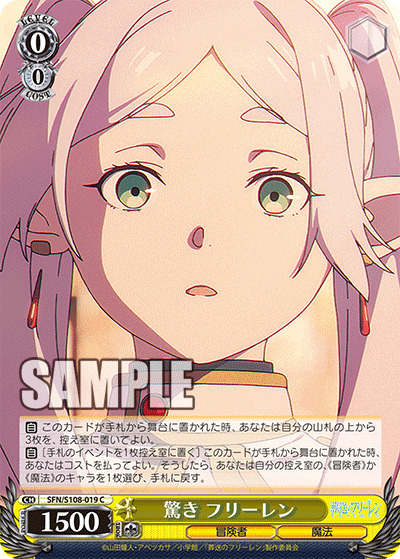 LEVEL
0
0
COST
SAMPLE
自 このカードが手札から舞台に置かれた時、あなたは自分の山札の上から
3枚を、控え室に置いてよい。
自 [手札のイベントを1枚控え室に置く] このカードが手札から舞台に置かれた時、
あなたはコストを払ってよい。そうしたら、あなたは自分の控え室の、《冒険者》か
《魔法》のキャラを1枚選び、手札に戻す。
CH SFN/S108-019 C
1500
驚き フリーレン
葬送のフリーレン
冒険者
魔法
©山田鐘人・アベツカサ／小学館／「葬送のフリーレン」製作委員会